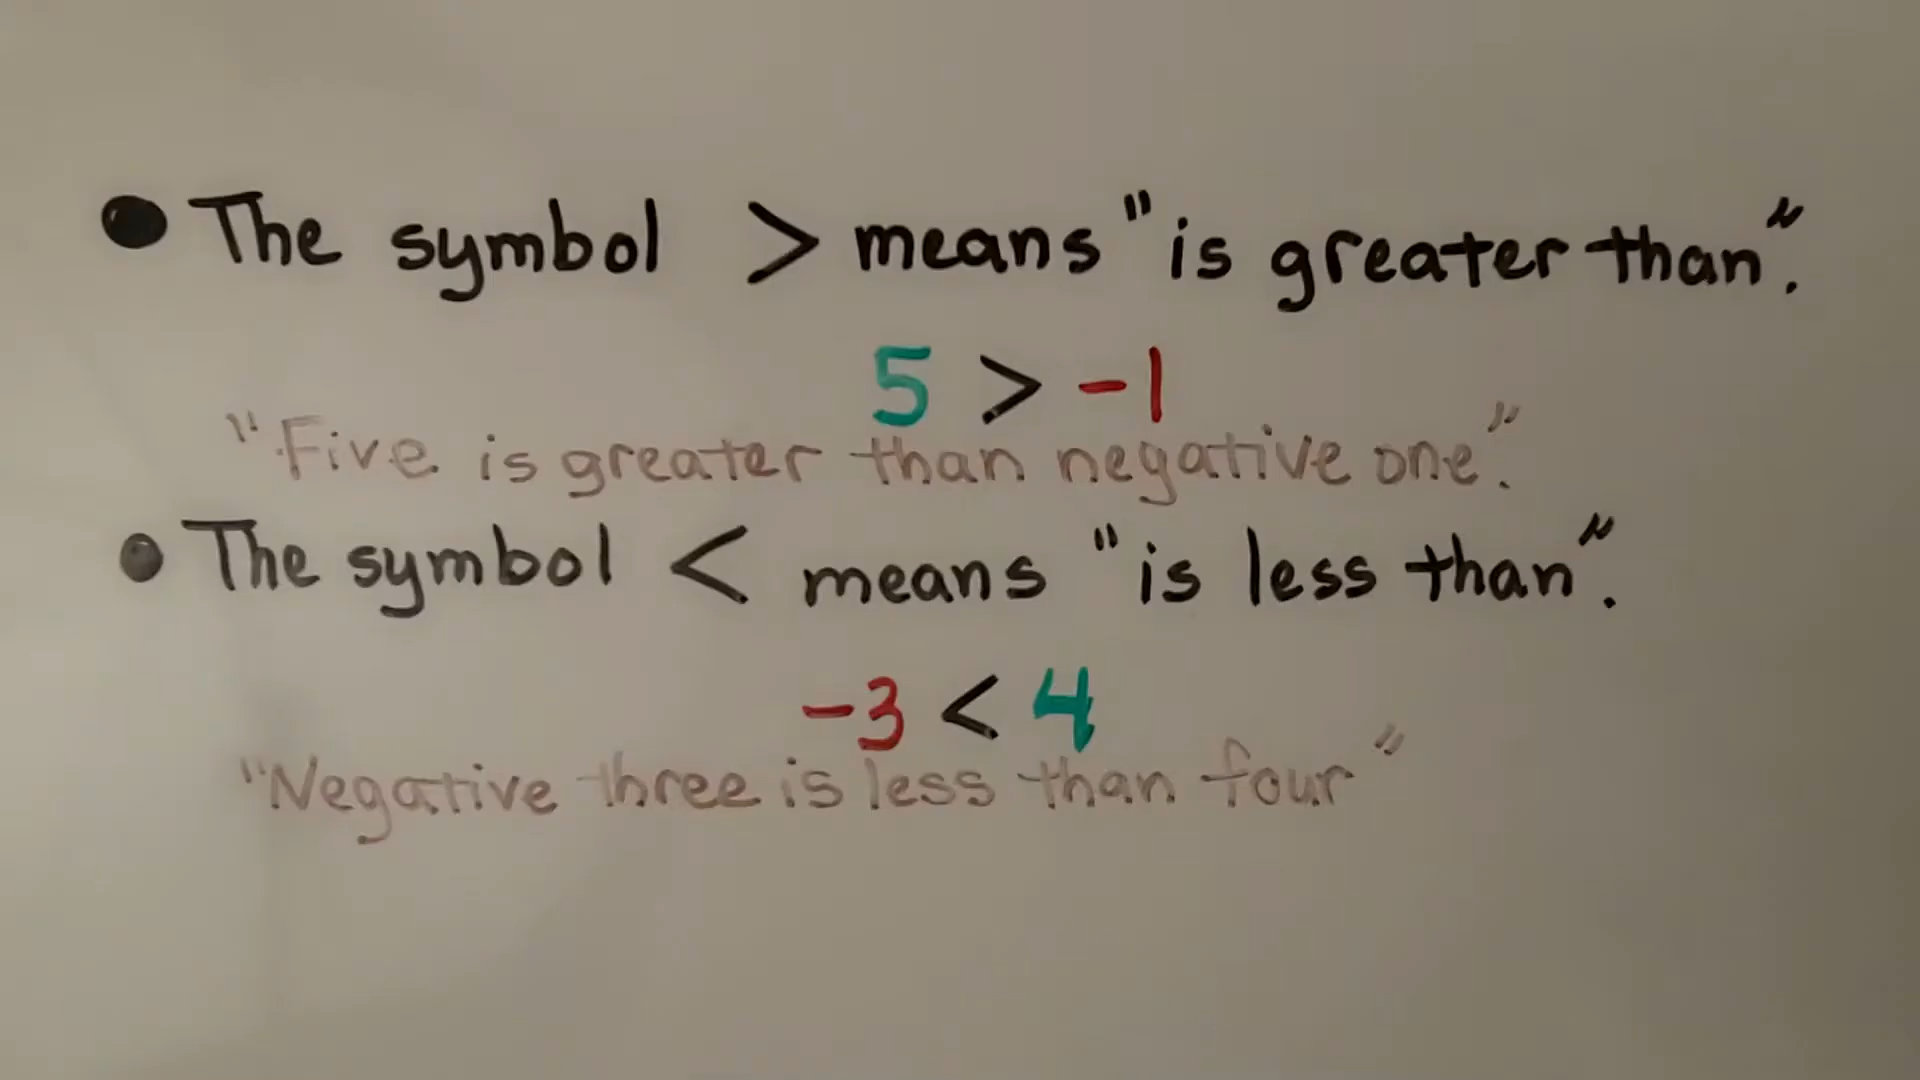 ● The symbol > means "is greater than".
5 > -1
"Five is greater than negative one".
● The symbol < means "is less than".
-3 < 4
"Negative three is less than four"